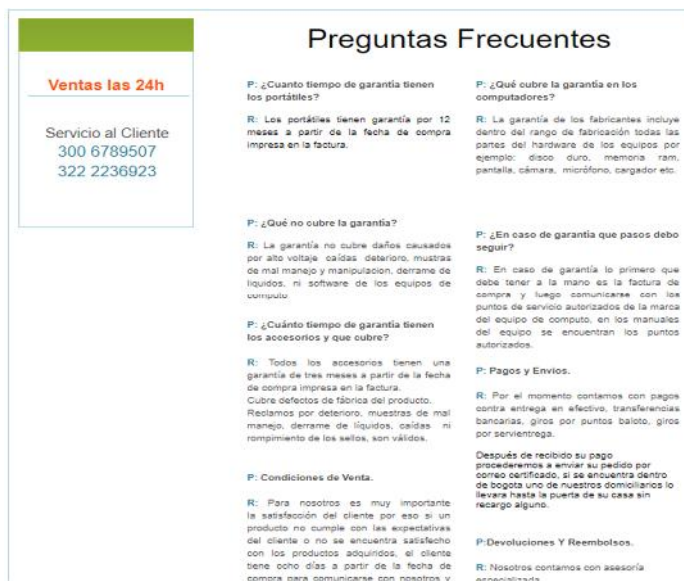 Preguntas Frecuentes
Ventas las 24h
Servicio al Cliente
300 6789507
322 2236923
P: ¿Cuanto tiempo de garantía tienen
los portátiles?
R: Los portátiles tienen garantía por 12
meses a partir de la fecha de compra
impresa en la factura.
P: ¿Qué no cubre la garantía?
R: La garantía no cubre daños causados
por alto voltaje caídas deterioro, mustras
de mal manejo y manipulacion, derrame de
liquidos, ni software de los equipos de
computo
P: ¿Cuánto tiempo de garantía tienen
los accesorios y que cubre?
R: Todos los accesorios tienen una
garantía de tres meses a partir de la fecha
de compra impresa en la factura.
Cubre defectos de fábrica del producto.
Reclamos por deterioro, muestras de mal
manejo, derrame de líquidos, caídas ni
rompimiento de los sellos, son válidos.
P: Condiciones de Venta.
R: Para nosotros es muy importante
la satisfacción del cliente por eso si un
producto no cumple con las expectativas
del cliente o no se encuentra satisfecho
con los productos adquiridos, el cliente
tiene ocho días a partir de la fecha de
compra para comunicarse con nosotros y
P: ¿Qué cubre la garantía en los
computadores?
R: La garantía de los fabricantes incluye
dentro del rango de fabricación todas las
partes del hardware de los equipos por
ejemplo: disco duro, memoria ram,
pantalla, cámara, micrófono, cargador etc.
P: ¿En caso de garantía que pasos debo
seguir?
R: En caso de garantía lo primero que
debe tener a la mano es la factura de
compra y luego comunicarse con los
puntos de servicio autorizados de la marca
del equipo de computo, en los manuales
del equipo se encuentran los puntos
autorizados.
P: Pagos y Envios.
R: Por el momento contamos con pagos
contra entrega en efectivo, transferencias
bancarias, giros por puntos baloto, giros
por servientrega.
Después de recibido su pago
procederemos a enviar su pedido por
correo certificado, si se encuentra dentro
de bogota uno de nuestros domiciliarios lo
llevara hasta la puerta de su casa sin
recargo alguno.
P:Devoluciones Y Reembolsos.
R: Nosotros contamos con asesoría
especializada